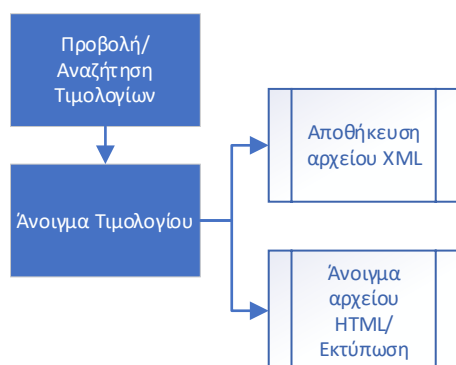 Προβολή/
Αναζήτηση
Τιμολογίων
Άνοιγμα Τιμολογίου
Αποθήκευση
αρχείου XML
Άνοιγμα
αρχείου
HTML/
Εκτύπωση